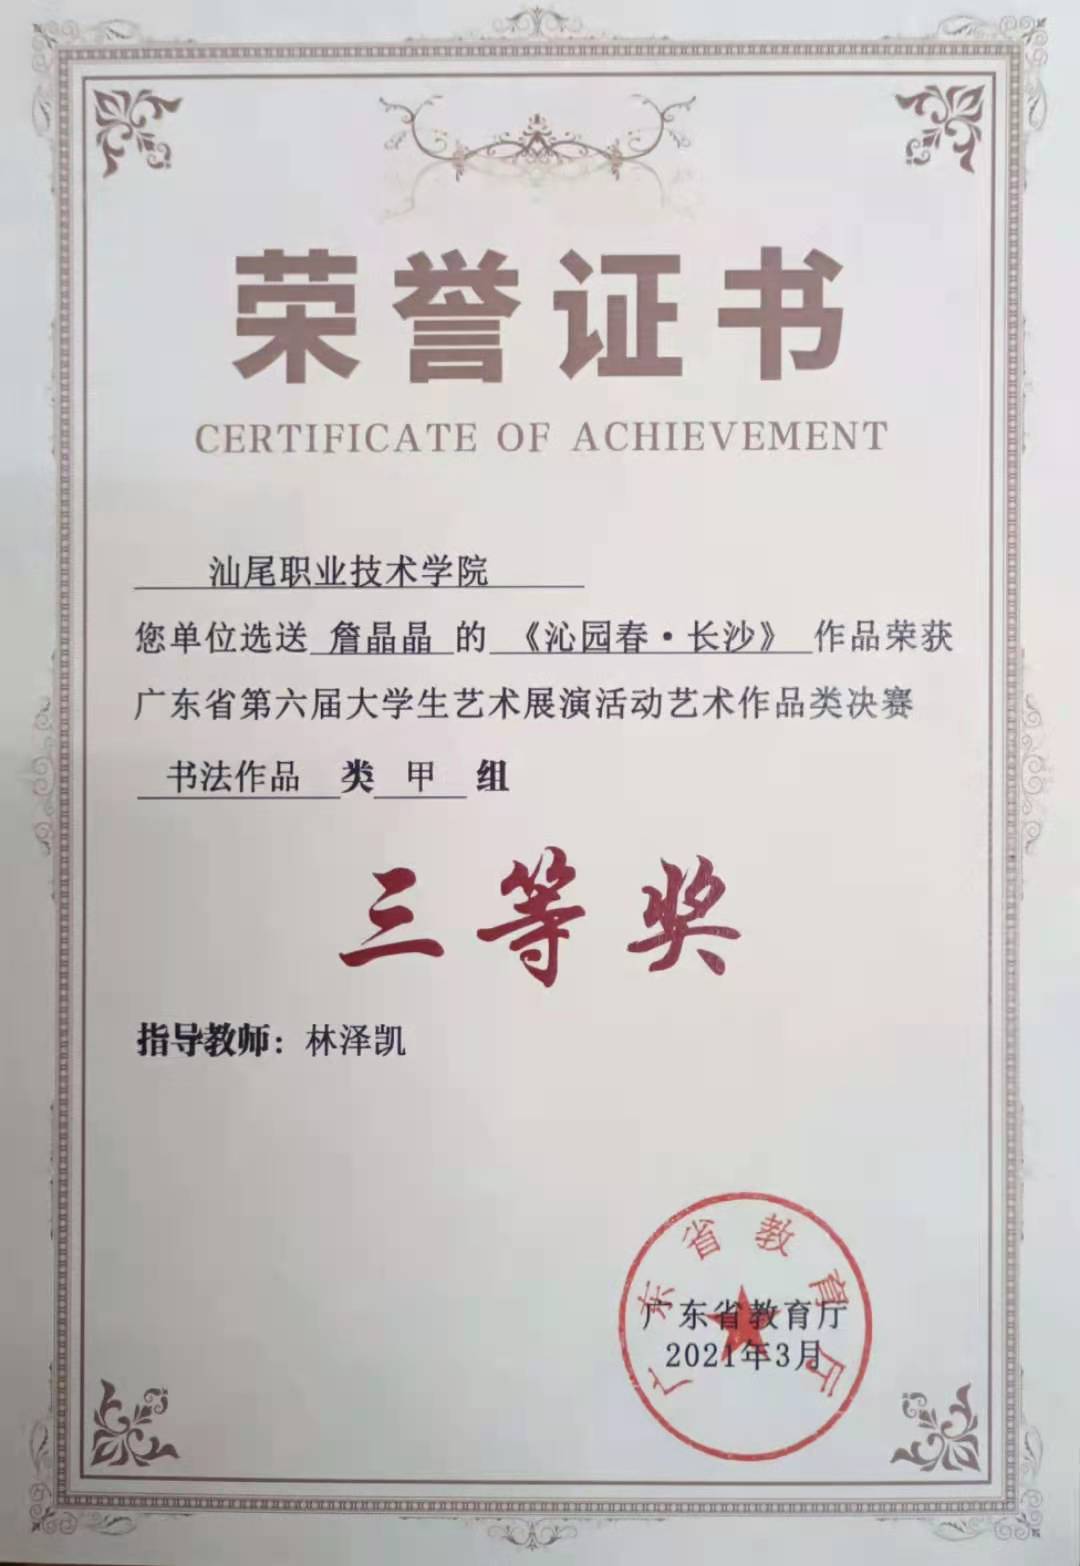 荣誉证书
CERTIFICATE OF ACHIEVEMENT
汕尾职业技术学院
您单位选送 詹晶晶 的 《沁园春·长沙》 作品荣获
广东省第六届大学生艺术展演活动艺术作品类决赛
书法作品 类 甲 组
三等奖
指导教师：林泽凯
广东省教育厅
广东省教育厅
2021年3月